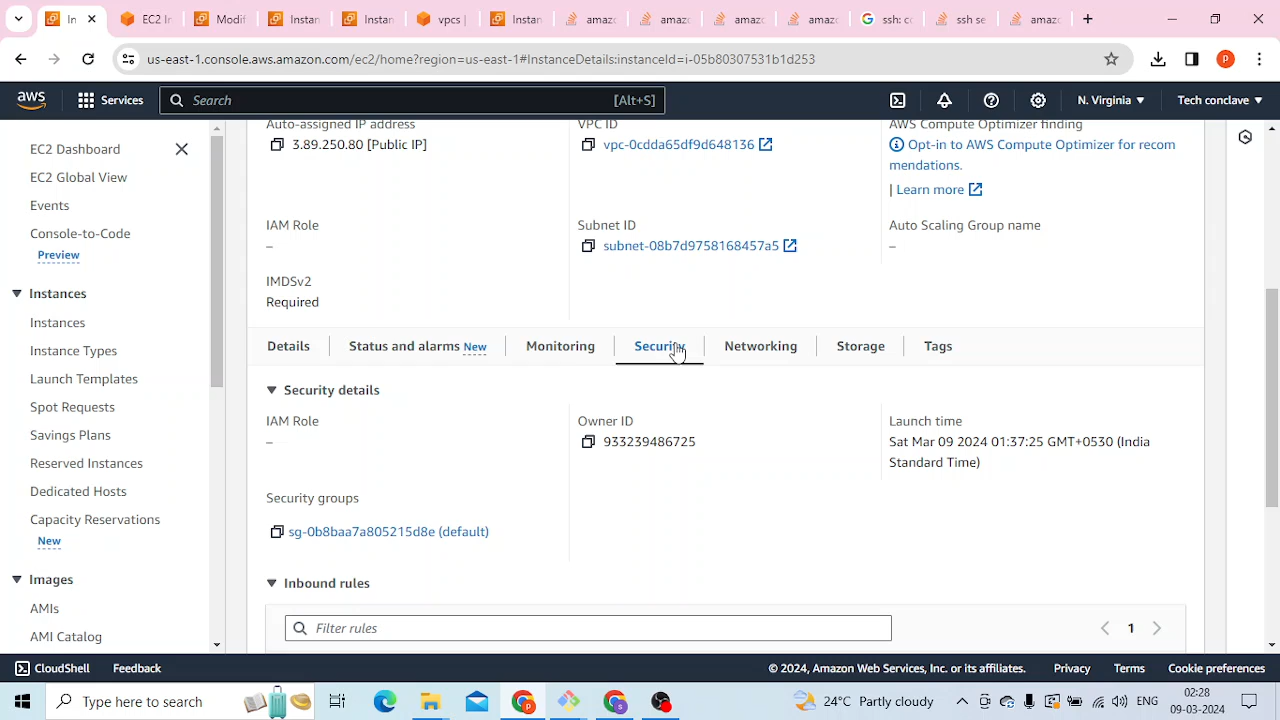 In
EC2 In
Modif
Instan
Instan
vpcs |
Instan
amazo
amazo
amazo
amazo
ssh: co
ssh se
amazo
us-east-1.console.aws.amazon.com/ec2/home?region=us-east-1#InstanceDetails:instanceId=i-05b80307531b1d253
P
aws
Services
Search
[Alt+S]
N. Virginia
Tech conclave
EC2 Dashboard
EC2 Global View
Events
Console-to-Code
Preview
Instances
Instances
Instance Types
Launch Templates
Spot Requests
Savings Plans
Reserved Instances
Dedicated Hosts
Capacity Reservations
New
Images
AMIs
AMI Catalog
Auto-assigned IP address
3.89.250.80 [Public IP]
VPC ID
vpc-0cdda65df9d648136
AWS Compute Optimizer finding
Opt-in to AWS Compute Optimizer for recom
mendations.
| Learn more
IAM Role
–
Subnet ID
subnet-08b7d9758168457a5
Auto Scaling Group name
–
IMDSv2
Required
Details
Status and alarms New
Monitoring
Security
Networking
Storage
Tags
Security details
IAM Role
–
Owner ID
933239486725
Launch time
Sat Mar 09 2024 01:37:25 GMT+0530 (India
Standard Time)
Security groups
sg-0b8baa7a805215d8e (default)
Inbound rules
Filter rules
1
CloudShell
Feedback
© 2024, Amazon Web Services, Inc. or its affiliates.
Privacy
Terms
Cookie preferences
Type here to search
24°C Partly cloudy
ENG
02:28
09-03-2024